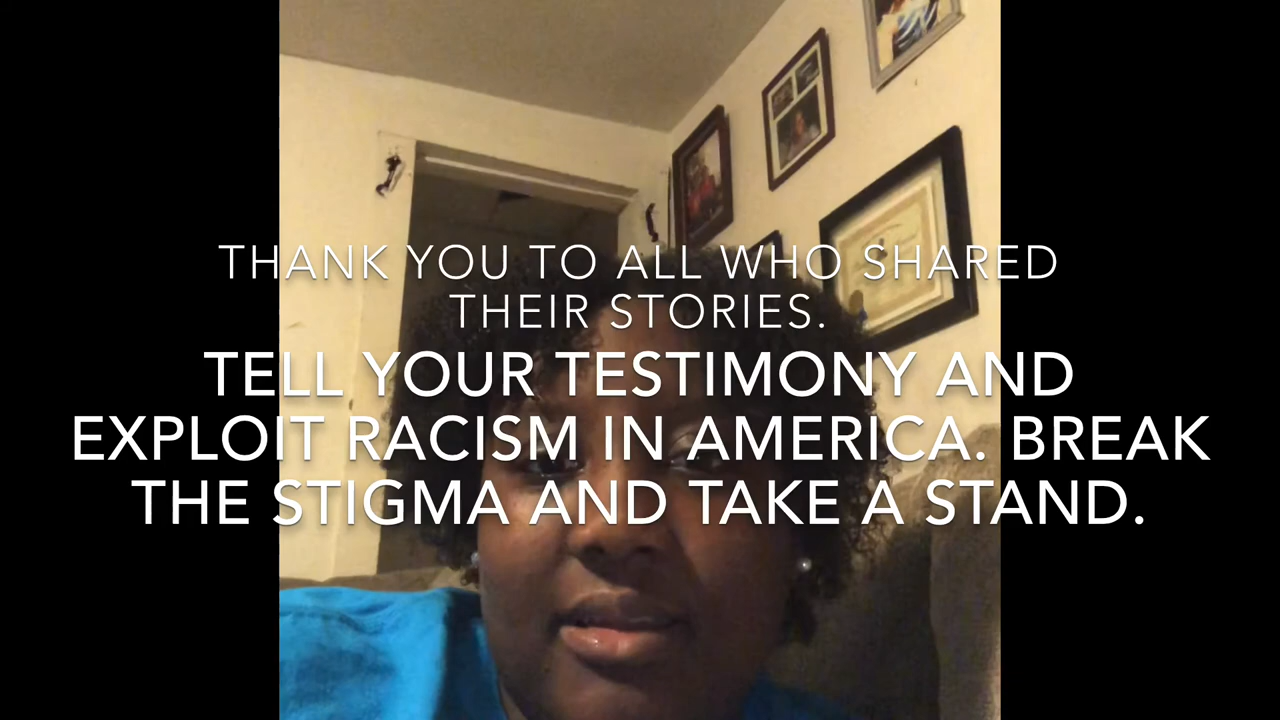 THANK YOU TO ALL WHO SHARED
THEIR STORIES.
TELL YOUR TESTIMONY AND
EXPLOIT RACISM IN AMERICA. BREAK
THE STIGMA AND TAKE A STAND.